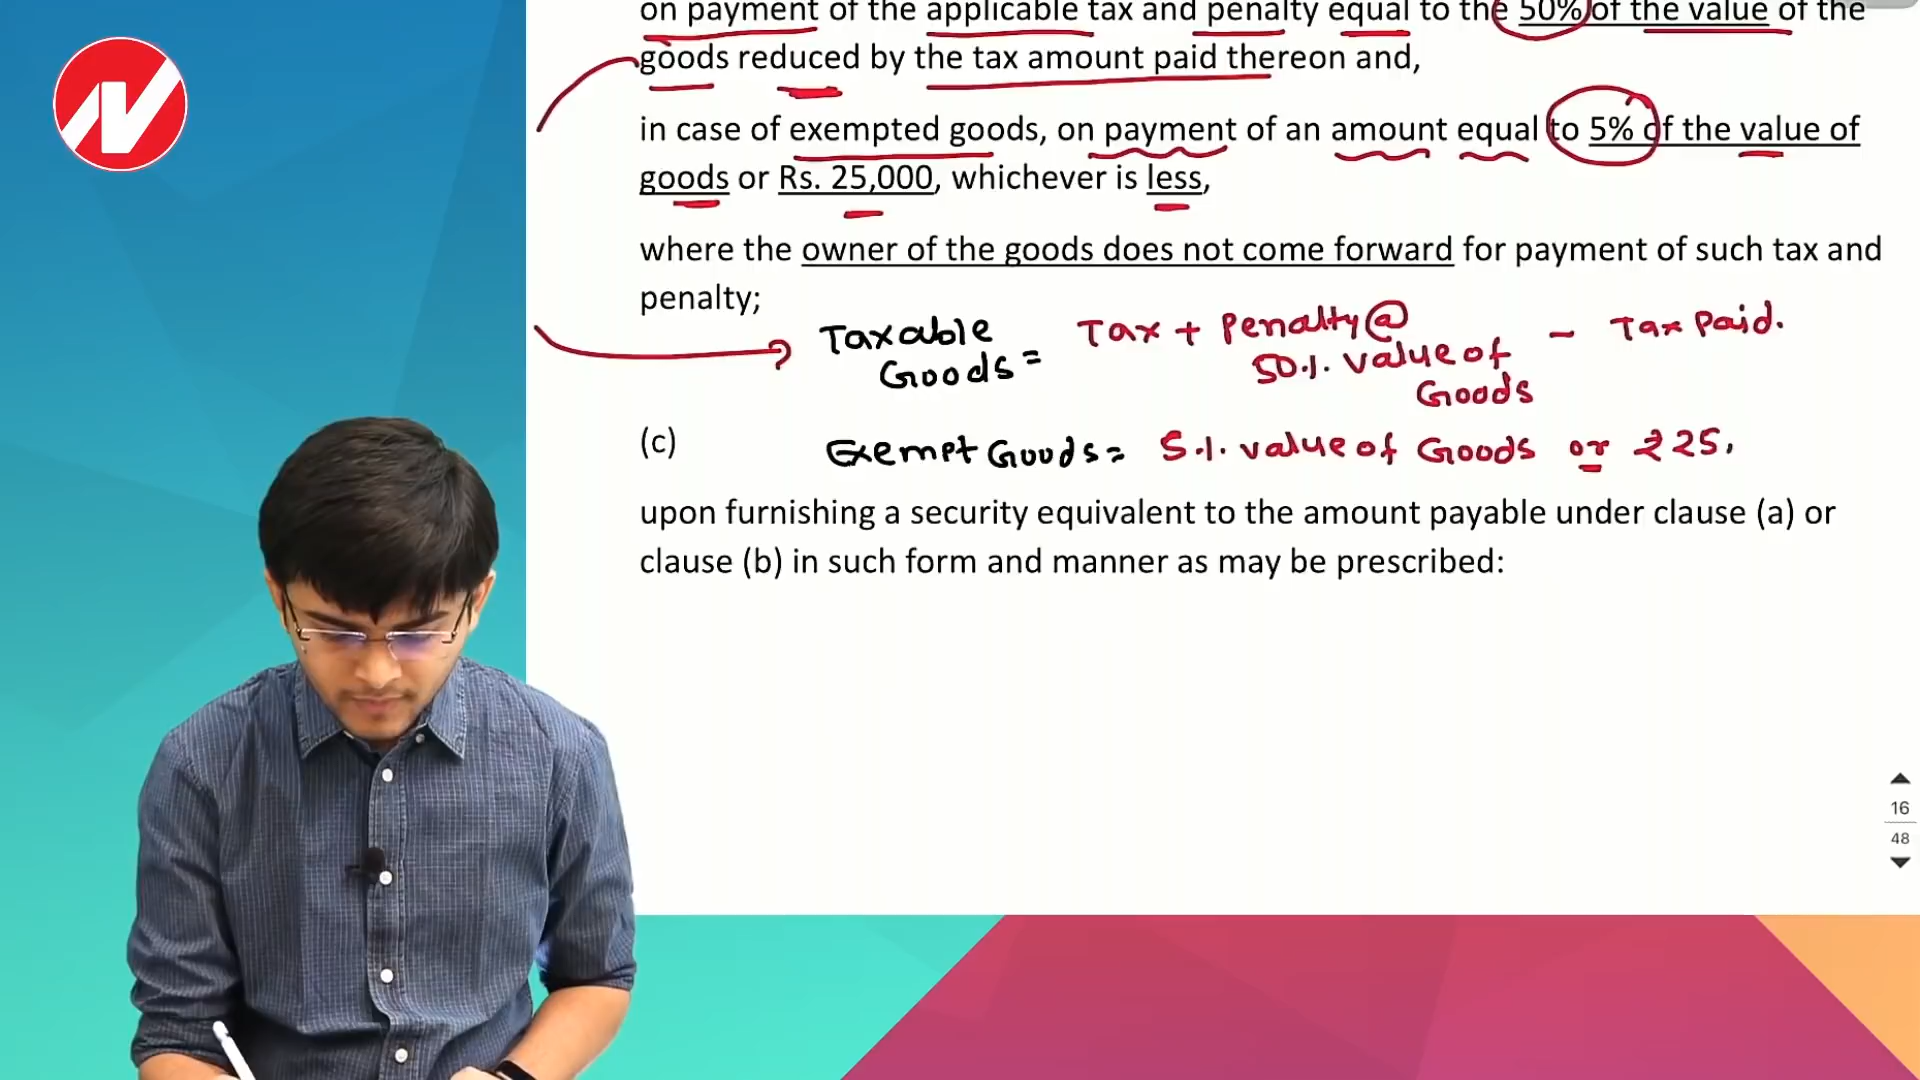 on payment of the applicable tax and penalty equal to the 50% of the value of the
goods reduced by the tax amount paid thereon and,
in case of exempted goods, on payment of an amount equal to 5% of the value of
goods or Rs. 25,000, whichever is less,
where the owner of the goods does not come forward for payment of such tax and
penalty;
Taxable Goods = Tax + Penalty @ 50% value of Goods - Tax Paid.
(c)
Exempt Goods = 5% value of Goods or ₹25,
upon furnishing a security equivalent to the amount payable under clause (a) or
clause (b) in such form and manner as may be prescribed:
16
48